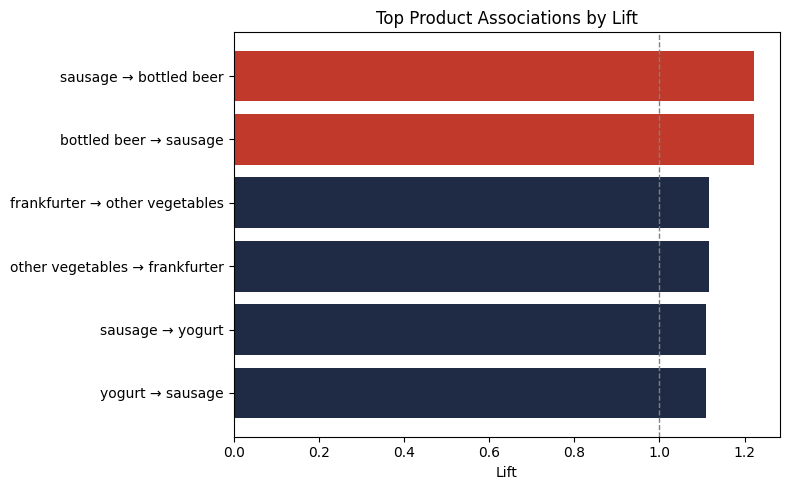 Top Product Associations by Lift
sausage → bottled beer
bottled beer → sausage
frankfurter → other vegetables
other vegetables → frankfurter
sausage → yogurt
yogurt → sausage
0.0 0.2 0.4 0.6 0.8 1.0 1.2
Lift